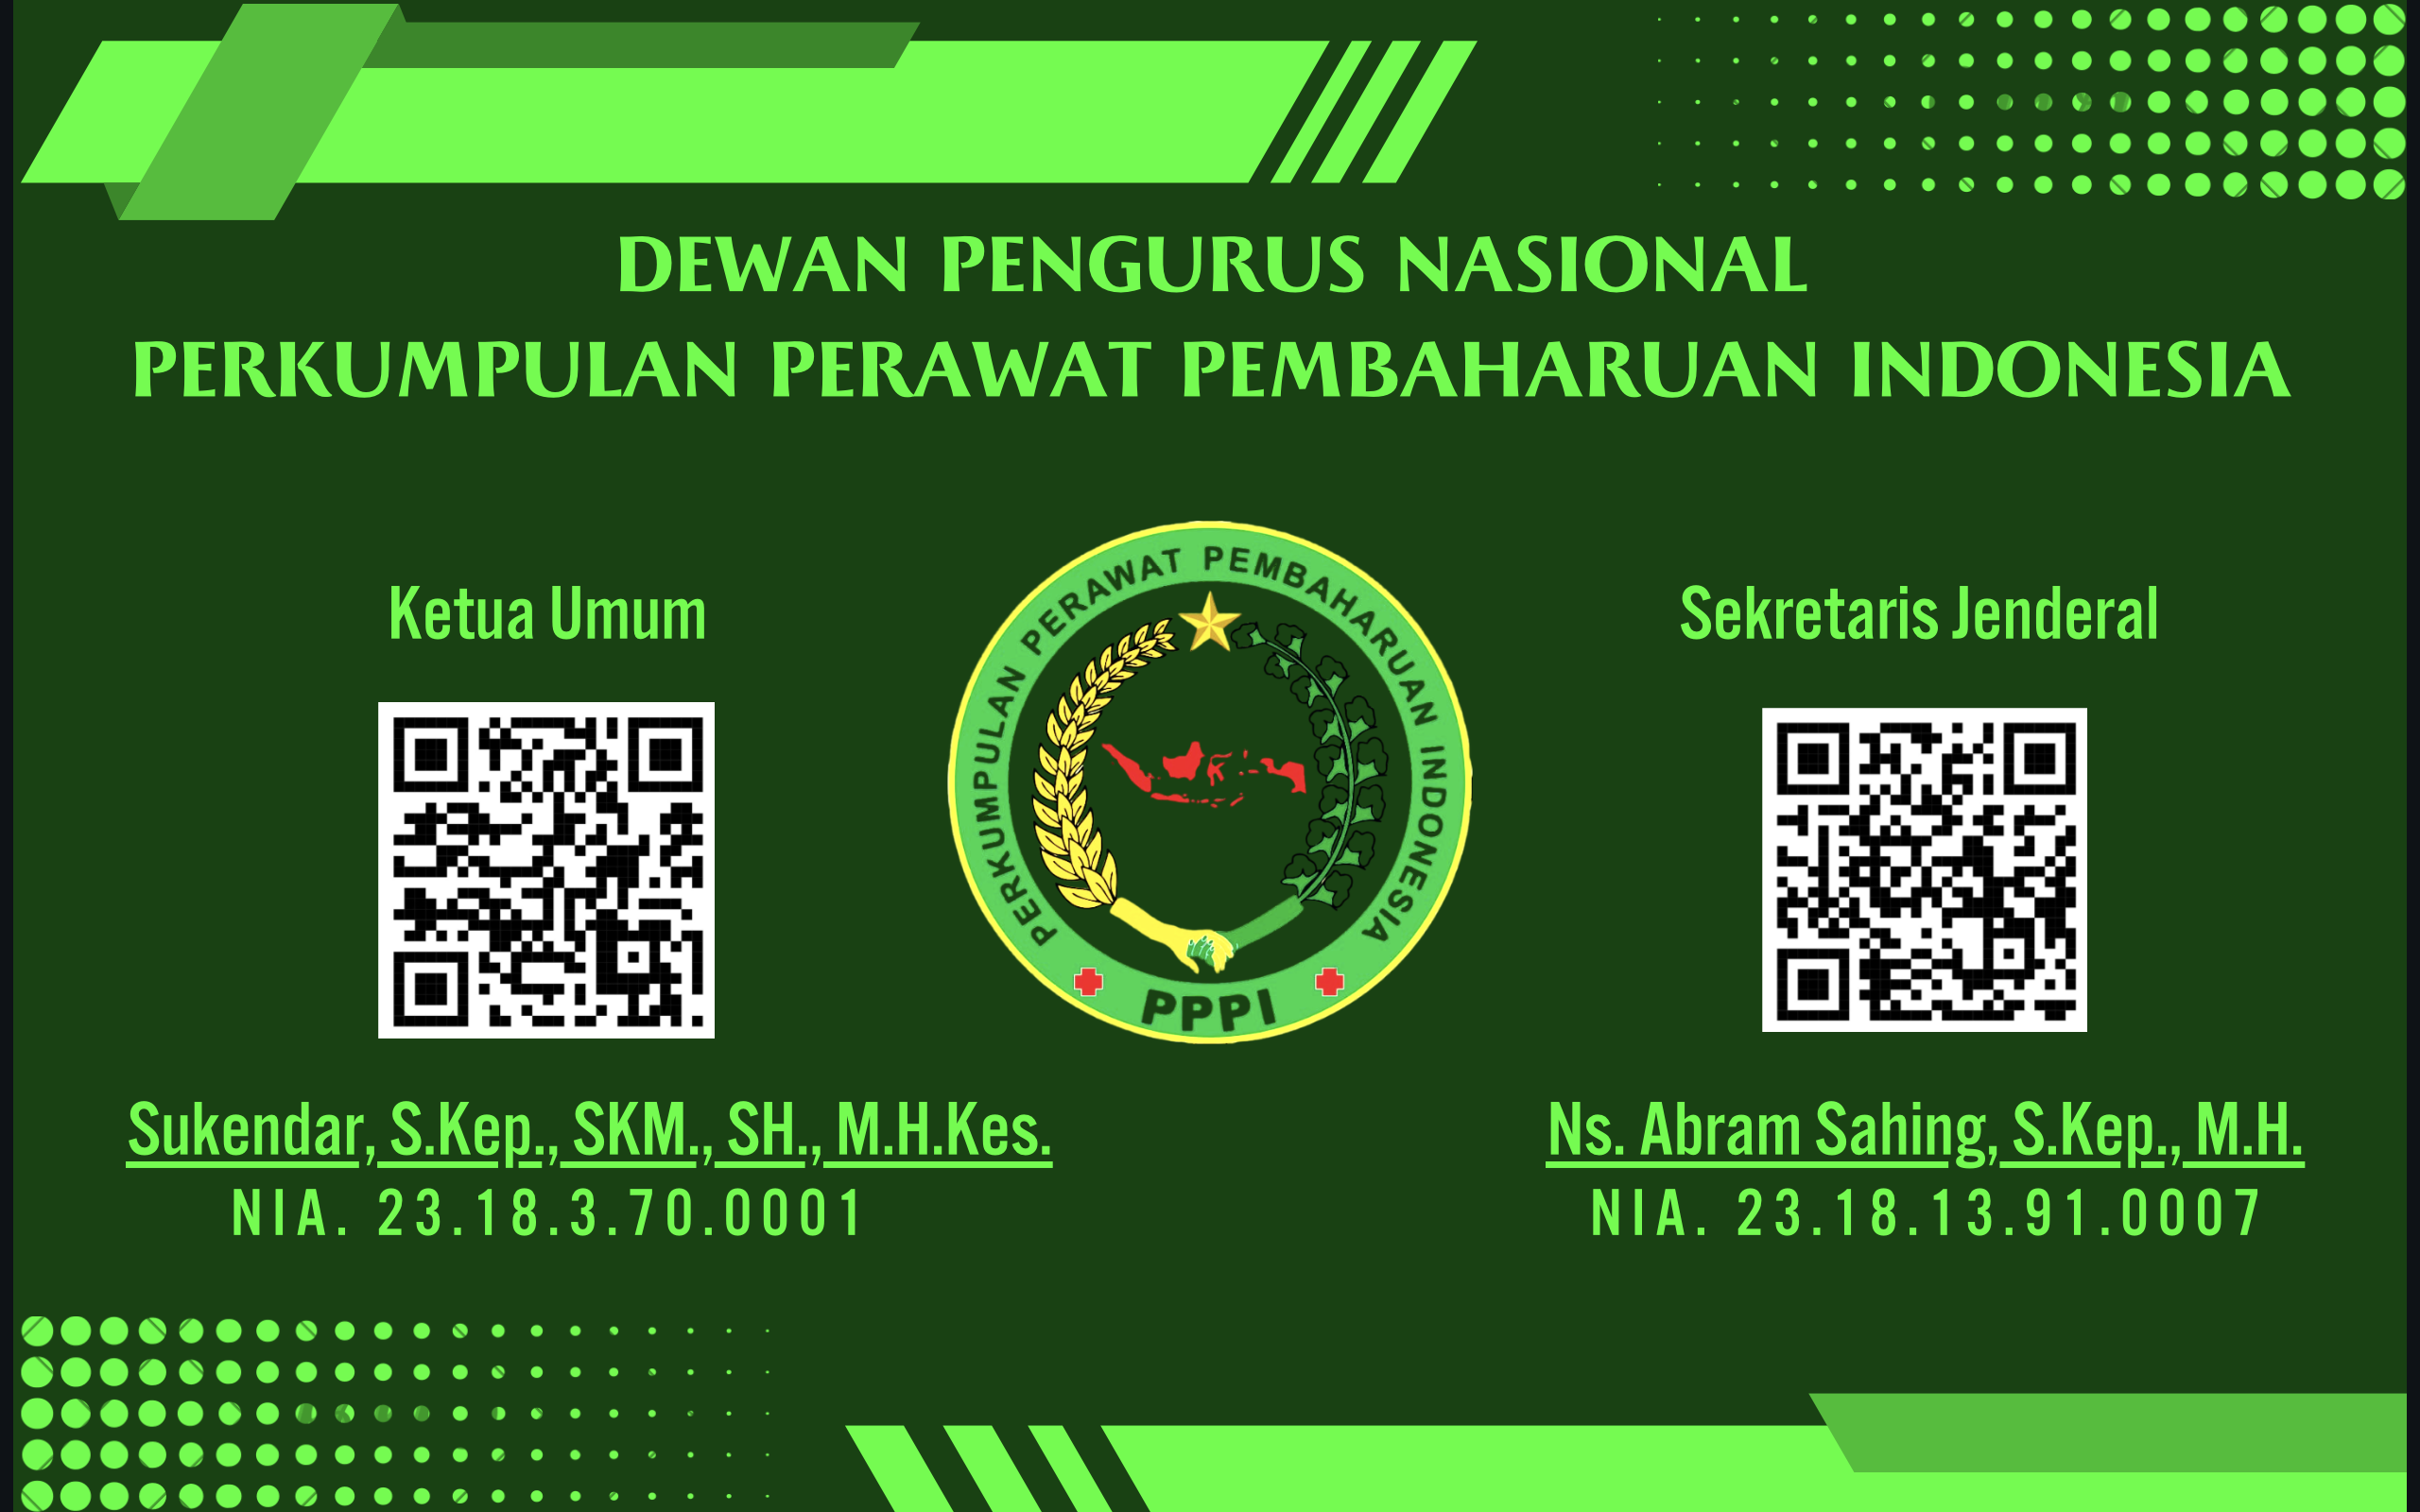 DEWAN PENGURUS NASIONAL
PERKUMPULAN PERAWAT PEMBAHARUAN INDONESIA
Ketua Umum
Sekretaris Jenderal
PERKUMPULAN PERAWAT PEMBAHARUAN INDONESIA
PPPI
Sukendar, S.Kep., SKM., SH., M.H.Kes.
NIA. 23.18.3.70.0001
Ns. Abram Sahing, S.Kep., M.H.
NIA. 23.18.13.91.0007